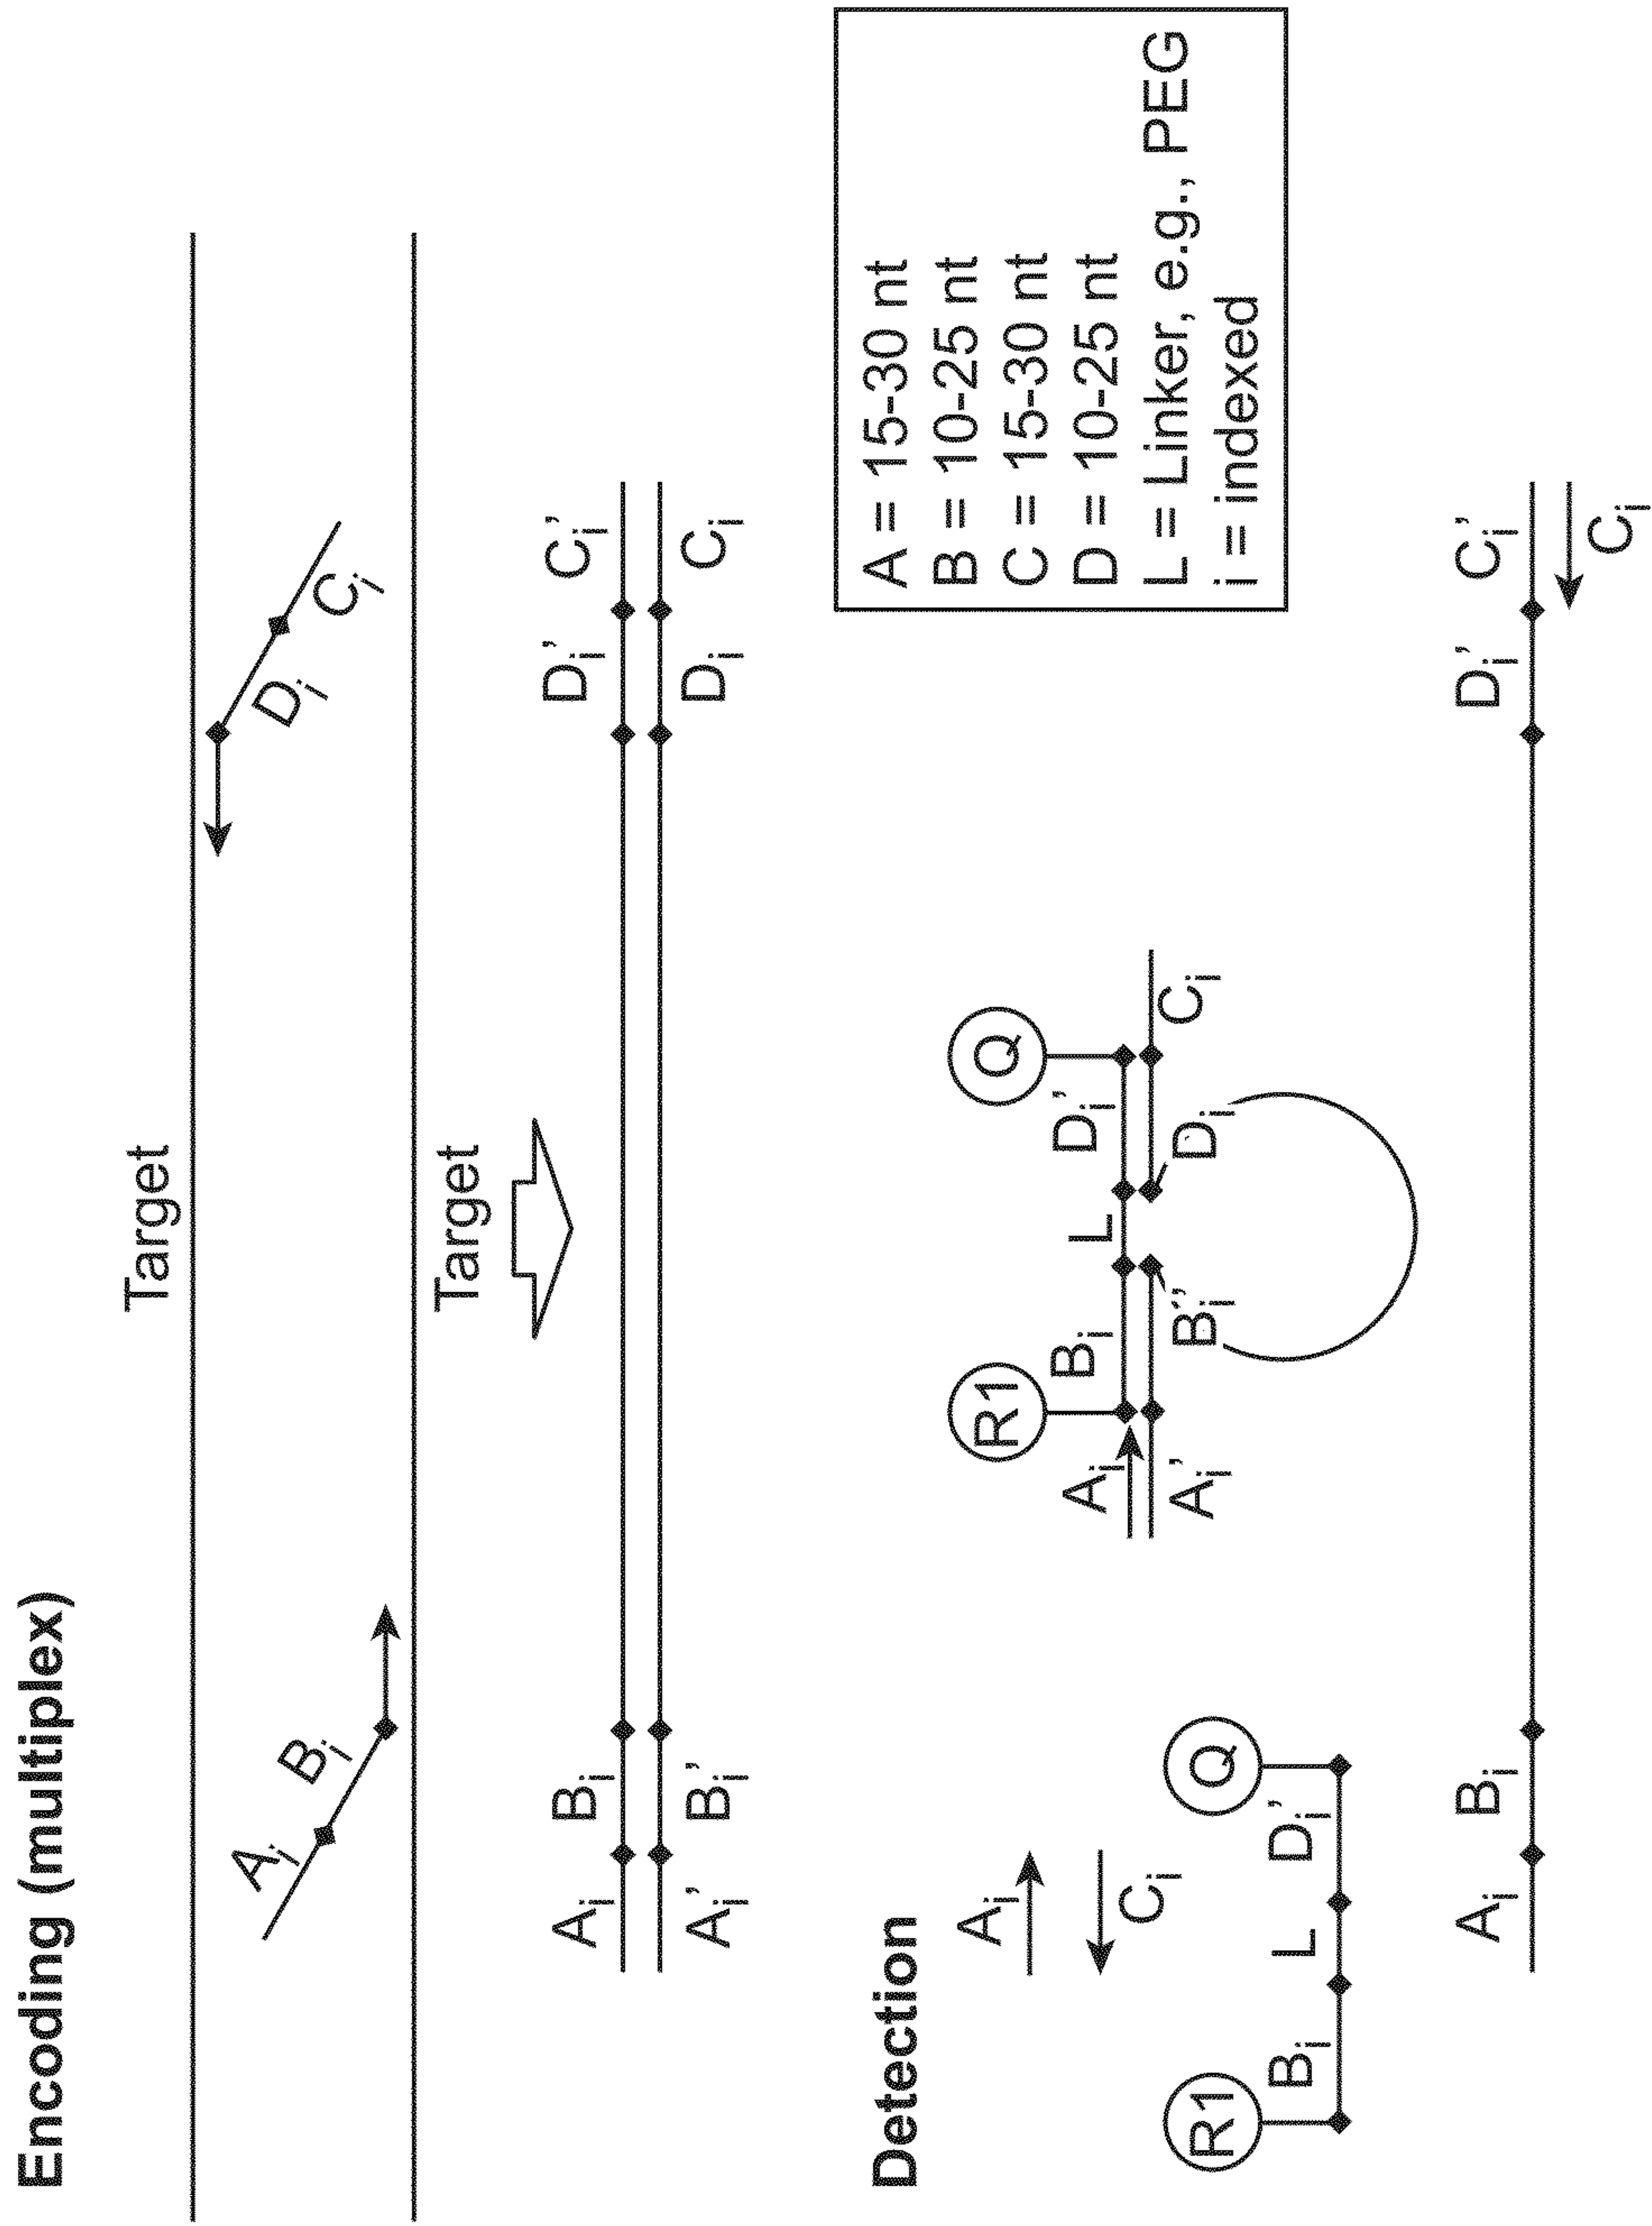 Encoding (multiplex)
Target
Aᵢ Bᵢ
Dᵢ Cᵢ
Target
Aᵢ Bᵢ Dᵢ’ Cᵢ’
Aᵢ’ Bᵢ’ Dᵢ Cᵢ
Detection
Aᵢ
Cᵢ
R1 Q
Bᵢ L Dᵢ’
R1 Q
Aᵢ Bᵢ L Dᵢ’
Aᵢ’ Bᵢ’ Dᵢ Cᵢ
A = 15-30 nt
B = 10-25 nt
C = 15-30 nt
D = 10-25 nt
L = Linker, e.g., PEG
i = indexed
Aᵢ Bᵢ Dᵢ’ Cᵢ’
Cᵢ